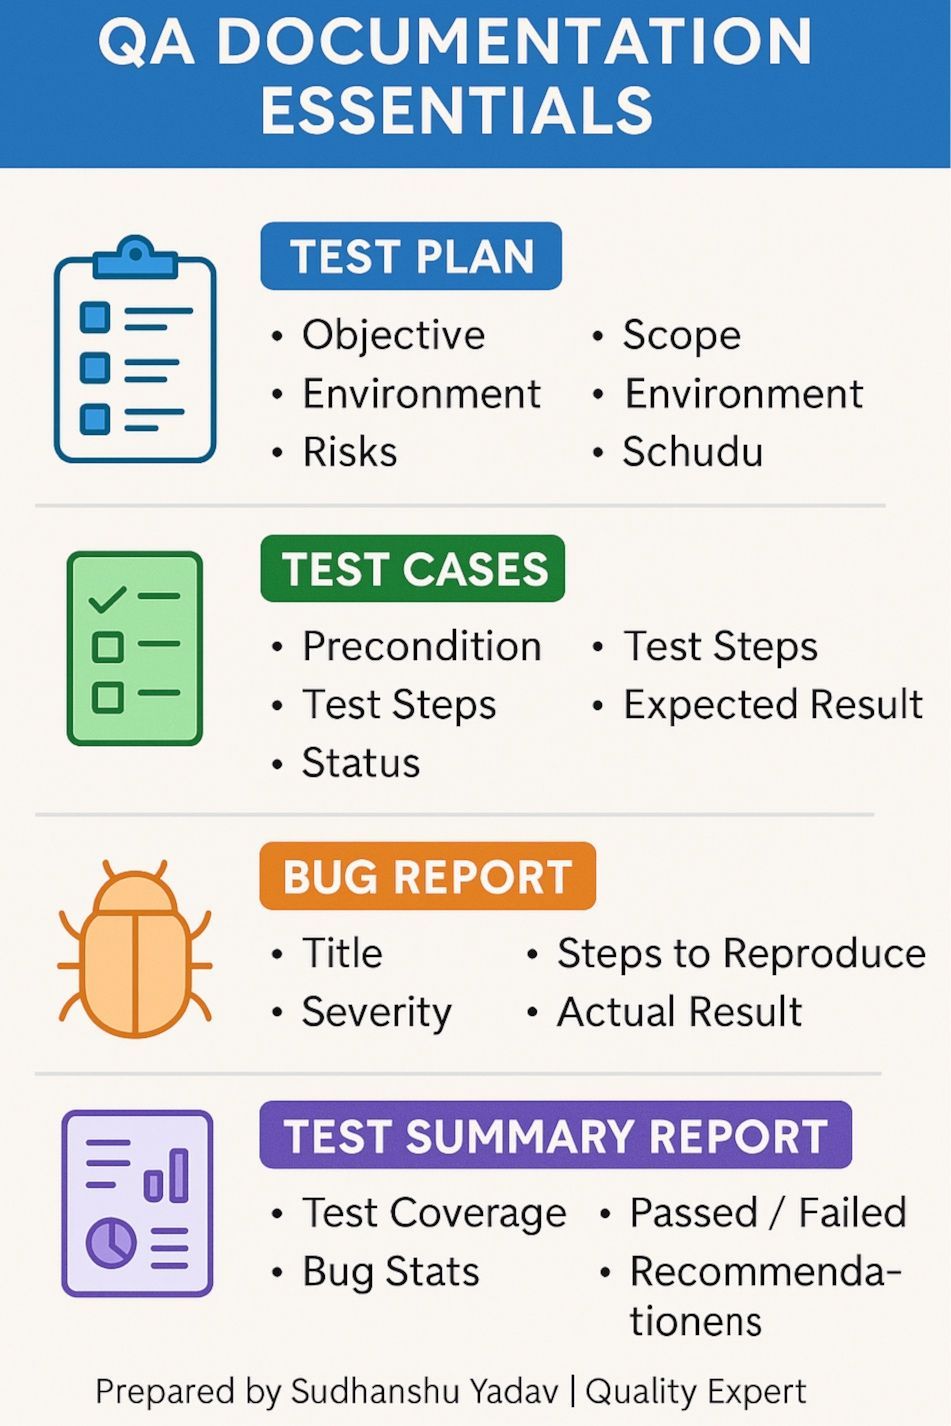 QA DOCUMENTATION
ESSENTIALS
TEST PLAN
• Objective
• Environment
• Risks
• Scope
• Environment
• Schudu
TEST CASES
• Precondition
• Test Steps
• Status
• Test Steps
• Expected Result
BUG REPORT
• Title
• Severity
• Steps to Reproduce
• Actual Result
TEST SUMMARY REPORT
• Test Coverage
• Bug Stats
• Passed / Failed
• Recommenda-
tionens
Prepared by Sudhanshu Yadav | Quality Expert